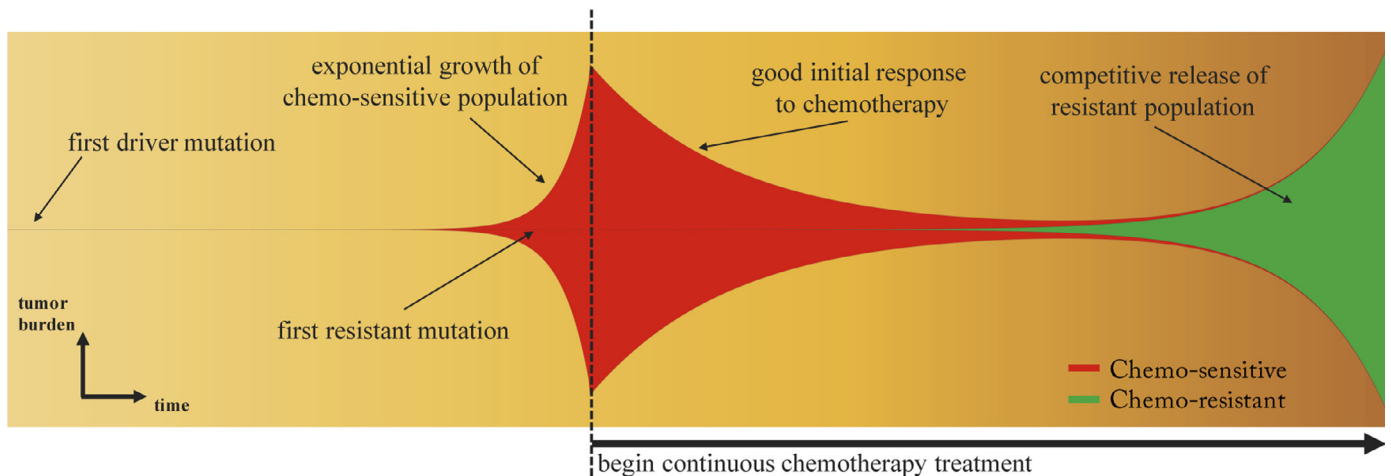 exponential growth of
chemo-sensitive population
good initial response
to chemotherapy
competitive release of
resistant population
first driver mutation
first resistant mutation
tumor
burden
time
Chemo-sensitive
Chemo-resistant
begin continuous chemotherapy treatment